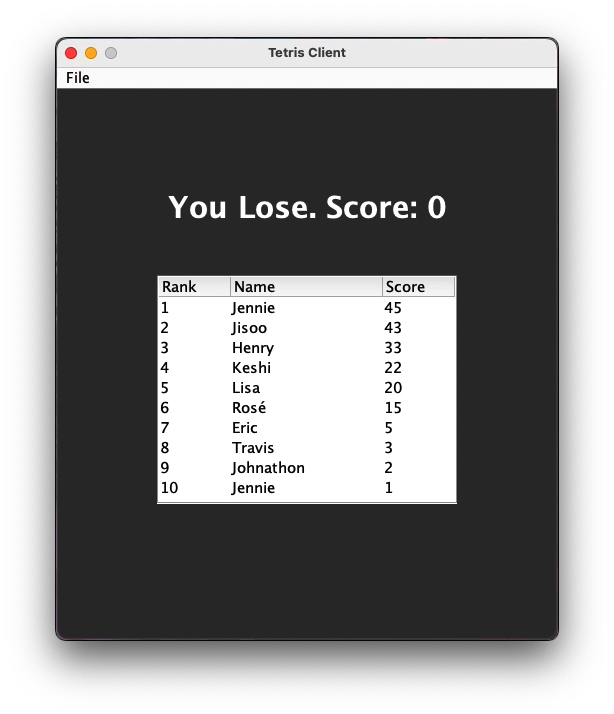 Tetris Client
File
You Lose. Score: 0
Rank Name Score
1 Jennie 45
2 Jisoo 43
3 Henry 33
4 Keshi 22
5 Lisa 20
6 Rosé 15
7 Eric 5
8 Travis 3
9 Johnathon 2
10 Jennie 1